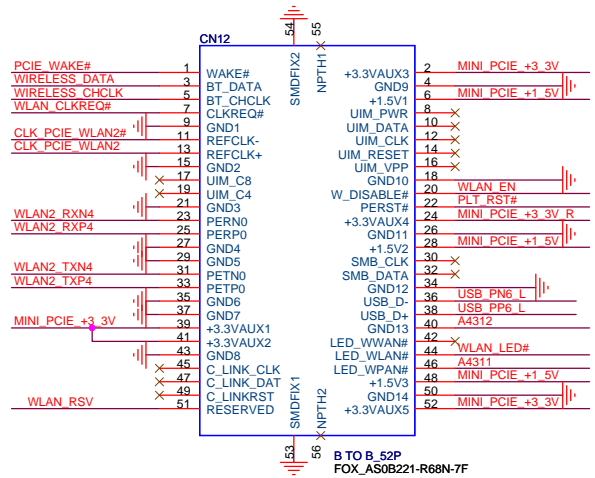 54
55
CN12
SMDFIX2
NPTH1
PCIE_WAKE# 1 WAKE# +3.3VAUX3 2 MINI_PCIE_+3_3V
WIRELESS_DATA 3 BT_DATA GND9 4
WIRELESS_CHCLK 5 BT_CHCLK +1.5V1 6 MINI_PCIE_+1_5V
WLAN_CLKREQ# 7 CLKREQ# UIM_PWR 8
9 GND1 UIM_DATA 10
CLK_PCIE_WLAN2# 11 REFCLK- UIM_CLK 12
CLK_PCIE_WLAN2 13 REFCLK+ UIM_RESET 14
15 GND2 UIM_VPP 16
17 UIM_C8 GND10 18
19 UIM_C4 W_DISABLE# 20 WLAN_EN
21 GND3 PERST# 22 PLT_RST#
WLAN2_RXN4 23 PERN0 +3.3VAUX4 24 MINI_PCIE_+3_3V_R
WLAN2_RXP4 25 PERP0 GND11 26
27 GND4 +1.5V2 28 MINI_PCIE_+1_5V
29 GND5 SMB_CLK 30
WLAN2_TXN4 31 PETN0 SMB_DATA 32
WLAN2_TXP4 33 PETP0 GND12 34
35 GND6 USB_D- 36 USB_PN6_L
37 GND7 USB_D+ 38 USB_PP6_L
MINI_PCIE_+3_3V 39 +3.3VAUX1 GND13 40 A4312
41 +3.3VAUX2 LED_WWAN# 42
43 GND8 LED_WLAN# 44 WLAN_LED#
45 C_LINK_CLK LED_WPAN# 46 A4311
47 C_LINK_DAT +1.5V3 48 MINI_PCIE_+1_5V
49 C_LINKRST GND14 50
WLAN_RSV 51 RESERVED +3.3VAUX5 52 MINI_PCIE_+3_3V
SMDFIX1
NPTH2
53
56
B TO B_52P
FOX_AS0B221-R68N-7F